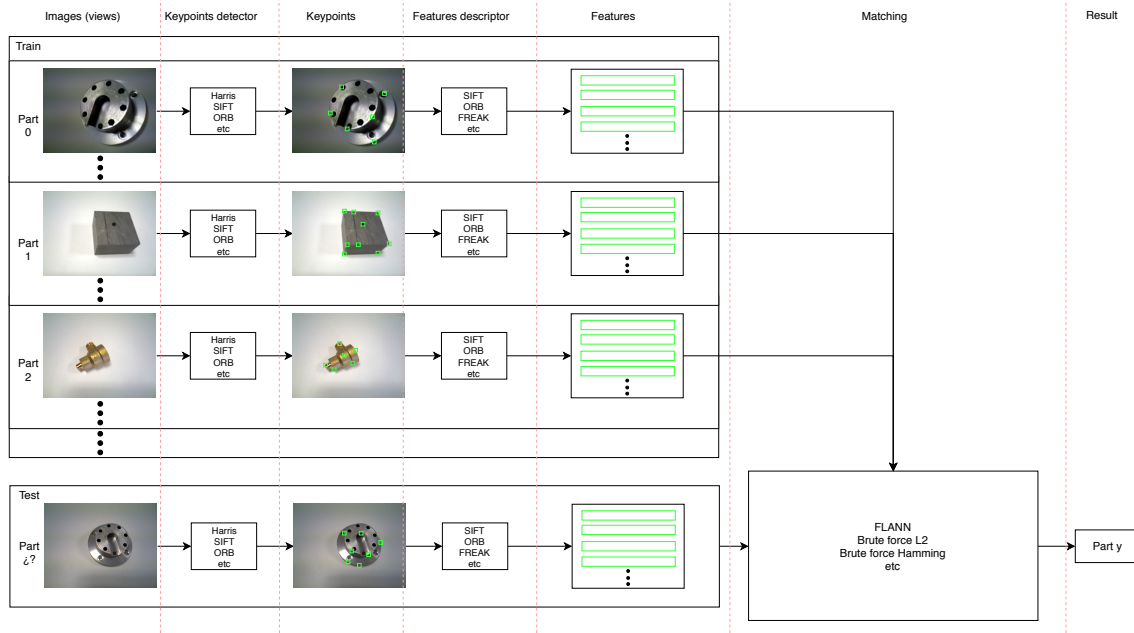 Images (views)
Keypoints detector
Keypoints
Features descriptor
Features
Matching
Result
Train
Part
0
Harris
SIFT
ORB
etc
SIFT
ORB
FREAK
etc
Part
1
Harris
SIFT
ORB
etc
SIFT
ORB
FREAK
etc
Part
2
Harris
SIFT
ORB
etc
SIFT
ORB
FREAK
etc
Test
Part
¿?
Harris
SIFT
ORB
etc
SIFT
ORB
FREAK
etc
FLANN
Brute force L2
Brute force Hamming
etc
Part y